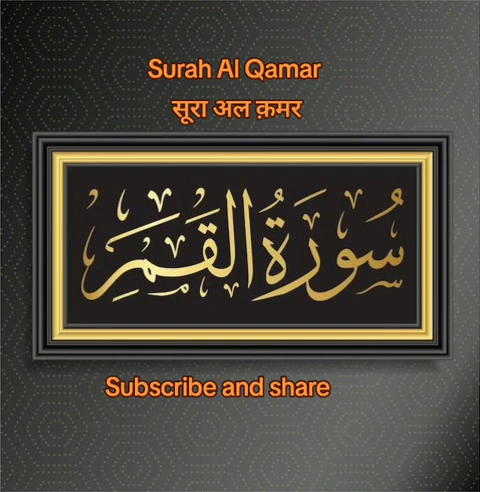 Surah Al Qamar
सूरा अल क़मर
سُورَةُ القَمَرِ
Subscribe and share